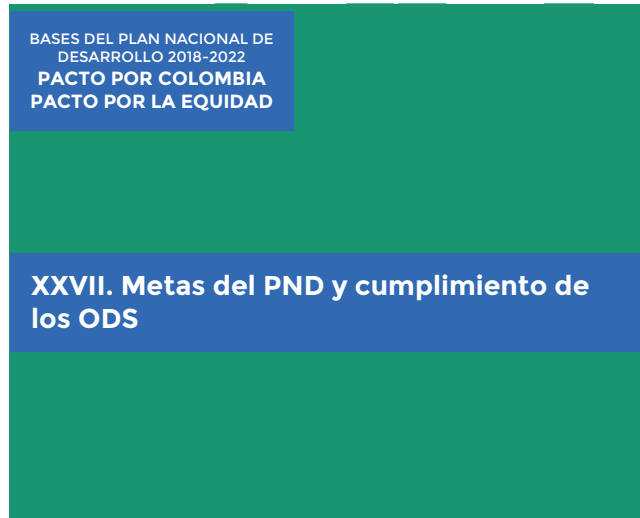 BASES DEL PLAN NACIONAL DE
DESARROLLO 2018-2022
PACTO POR COLOMBIA
PACTO POR LA EQUIDAD
XXVII. Metas del PND y cumplimiento de
los ODS